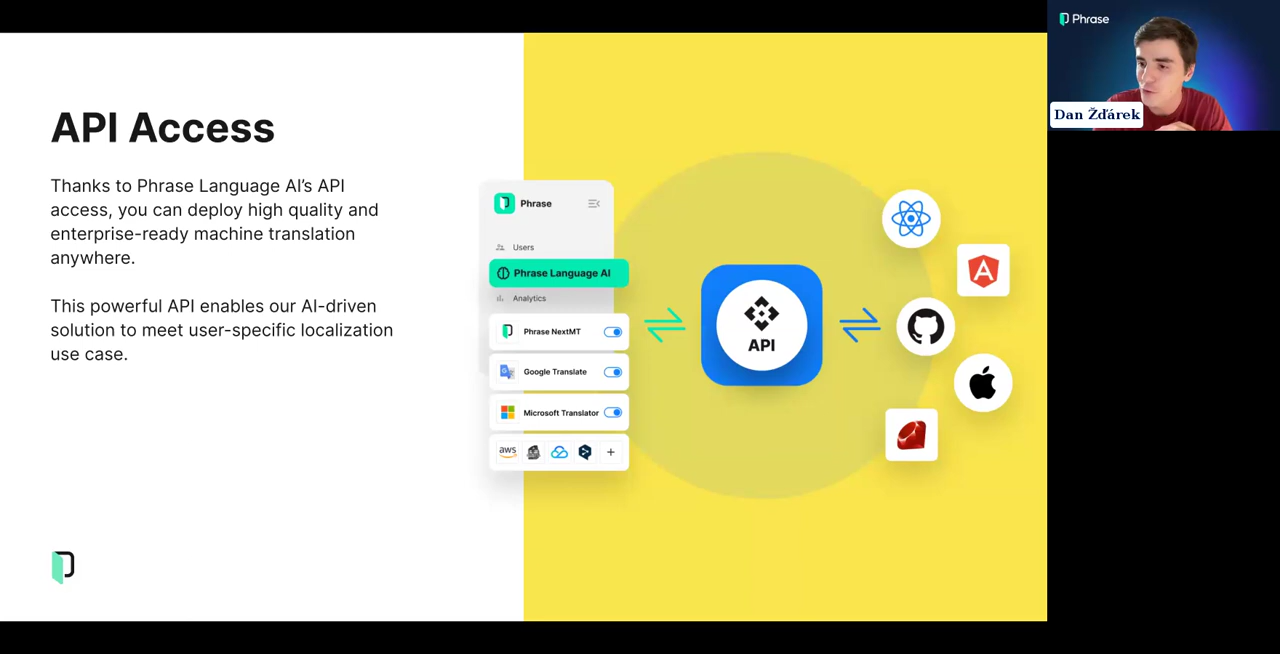 API Access
Thanks to Phrase Language AI’s API
access, you can deploy high quality and
enterprise-ready machine translation
anywhere.
This powerful API enables our AI-driven
solution to meet user-specific localization
use case.
Phrase
Users
Phrase Language AI
Analytics
Phrase NextMT
Google Translate
Microsoft Translator
aws
+
API
Phrase
Dan Žďárek